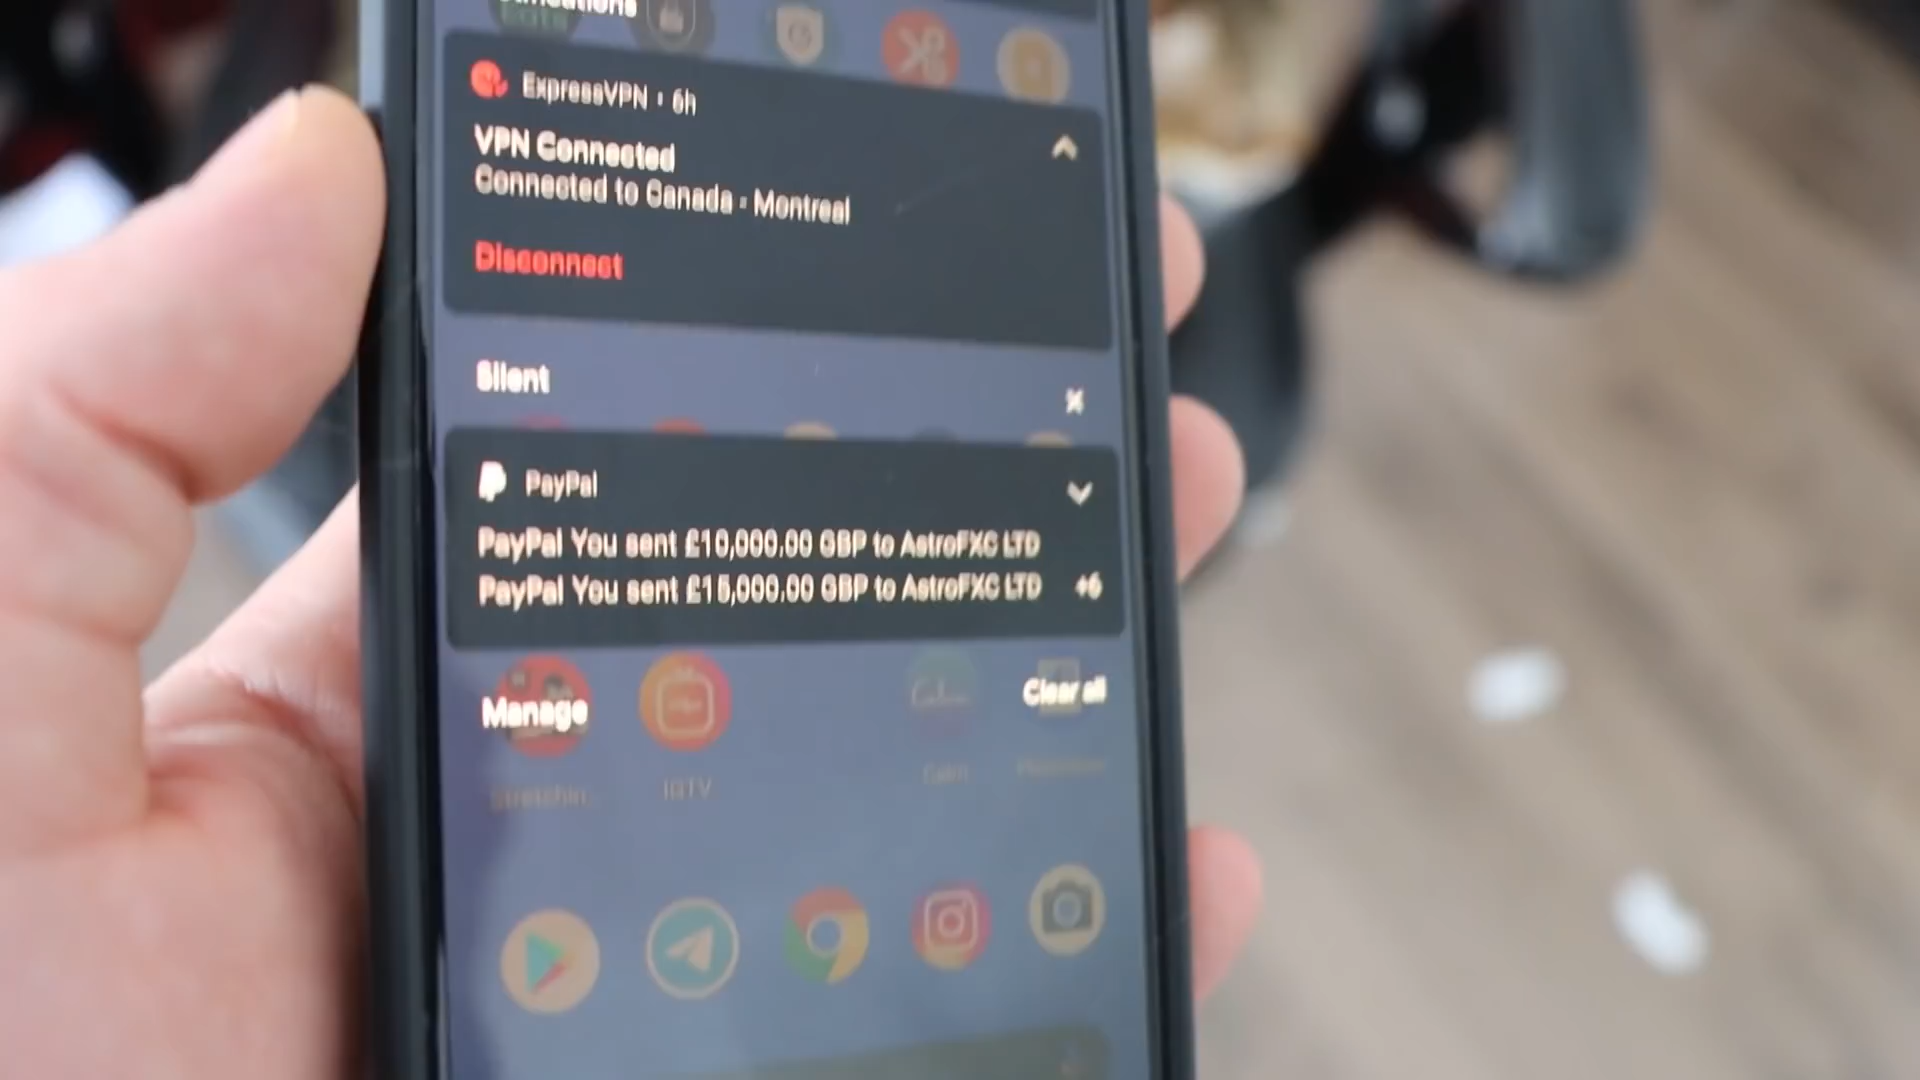 ExpressVPN • 6h
VPN Connected
Connected to Canada - Montreal
Disconnect
Silent
PayPal
PayPal You sent £10,000.00 GBP to AstroFXC LTD
PayPal You sent £15,000.00 GBP to AstroFXC LTD +6
Manage
Clear all
IGTV